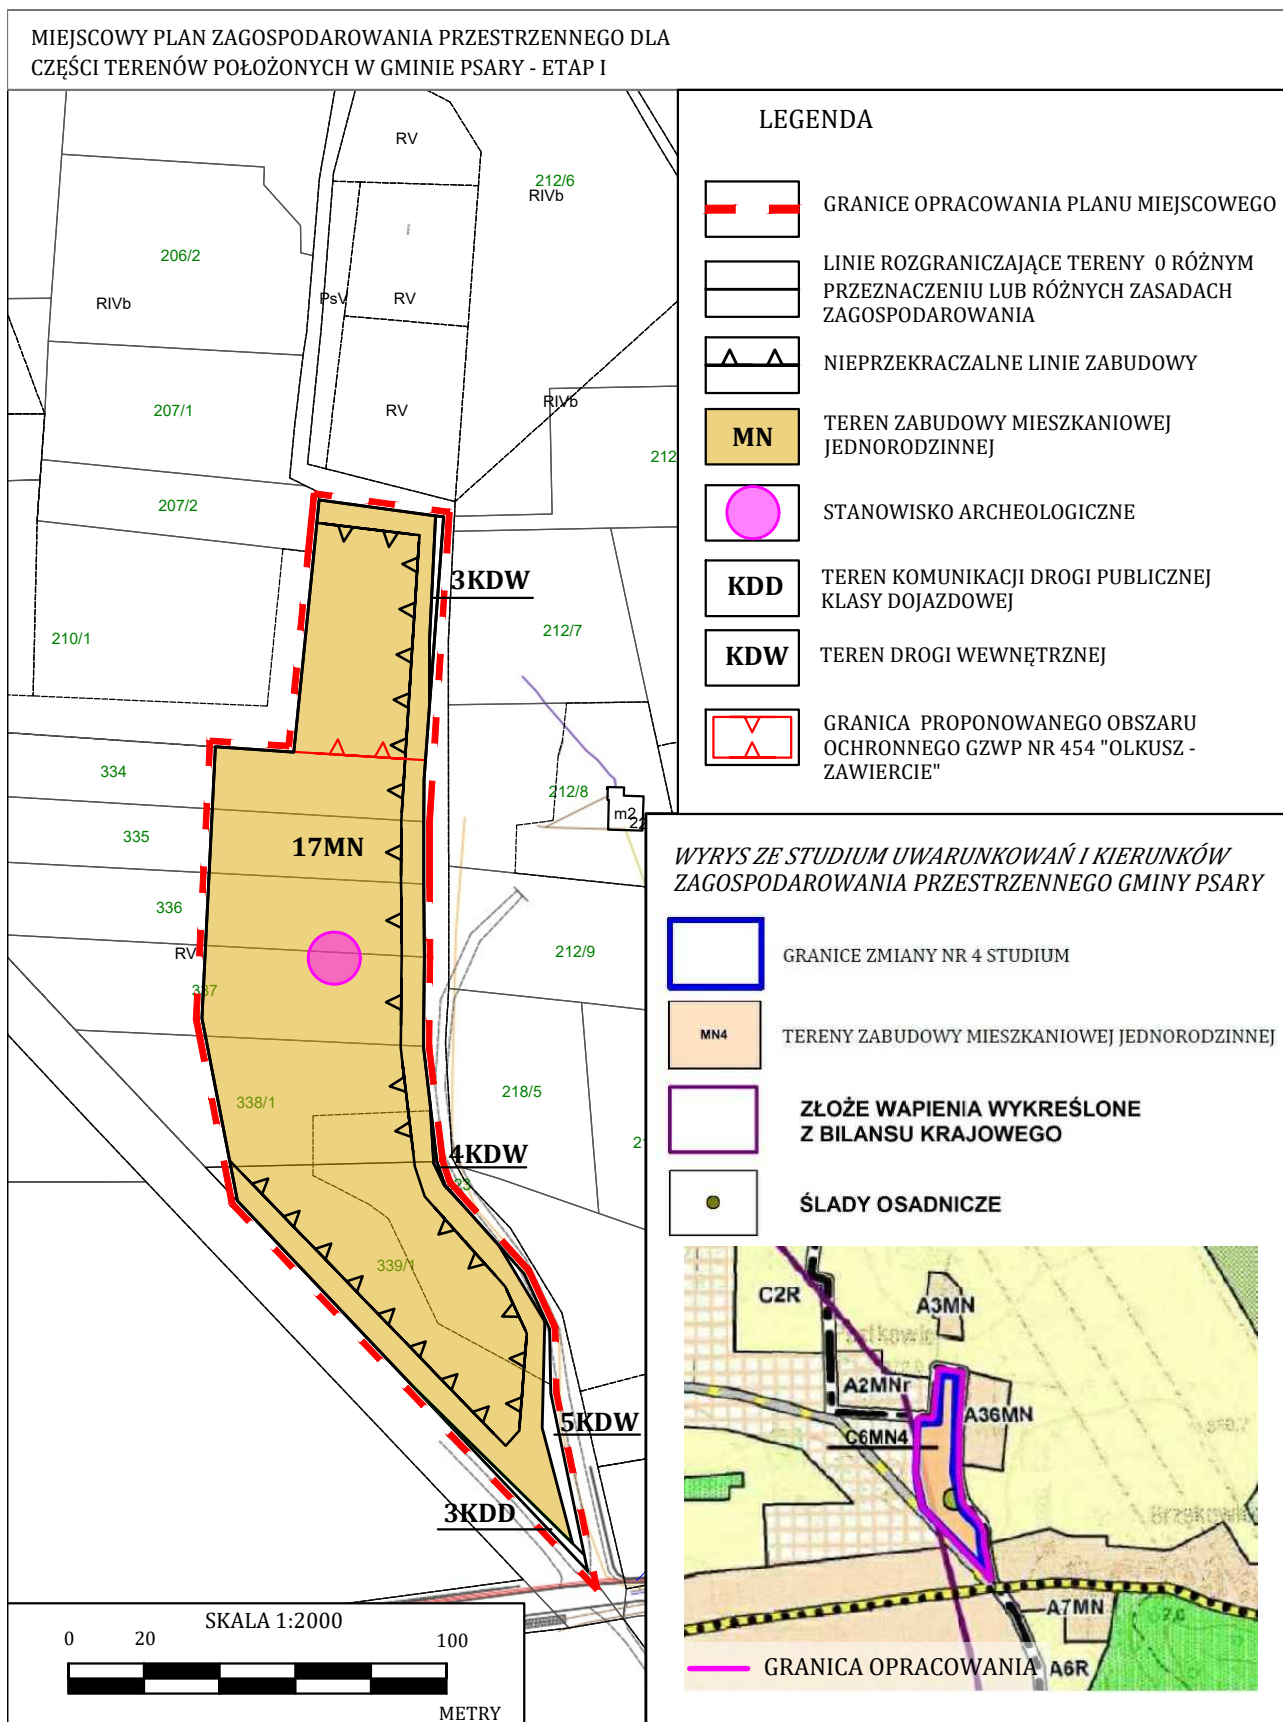 MIEJSCOWY PLAN ZAGOSPODAROWANIA PRZESTRZENNEGO DLA
CZĘŚCI TERENÓW POŁOŻONYCH W GMINIE PSARY - ETAP I
RV
212/6
RIVb
206/2
RIVb
PsV
RV
207/1
RV
RIVb
212
207/2
3KDW
210/1
212/7
334
212/8
m2
335
17MN
336
RV
212/9
337
338/1
218/5
4KDW
23
339/1
5KDW
3KDD
SKALA 1:2000
0 20 100
METRY
LEGENDA
GRANICE OPRACOWANIA PLANU MIEJSCOWEGO
LINIE ROZGRANICZAJĄCE TERENY 0 RÓŻNYM
PRZEZNACZENIU LUB RÓŻNYCH ZASADACH
ZAGOSPODAROWANIA
NIEPRZEKRACZALNE LINIE ZABUDOWY
MN
TEREN ZABUDOWY MIESZKANIOWEJ
JEDNORODZINNEJ
STANOWISKO ARCHEOLOGICZNE
KDD
TEREN KOMUNIKACJI DROGI PUBLICZNEJ
KLASY DOJAZDOWEJ
KDW
TEREN DROGI WEWNĘTRZNEJ
GRANICA PROPONOWANEGO OBSZARU
OCHRONNEGO GZWP NR 454 "OLKUSZ -
ZAWIERCIE"
WYRYS ZE STUDIUM UWARUNKOWAŃ I KIERUNKÓW
ZAGOSPODAROWANIA PRZESTRZENNEGO GMINY PSARY
GRANICE ZMIANY NR 4 STUDIUM
MN4
TERENY ZABUDOWY MIESZKANIOWEJ JEDNORODZINNEJ
ZŁOŻE WAPIENIA WYKREŚLONE
Z BILANSU KRAJOWEGO
ŚLADY OSADNICZE
C2R
A3MN
A2MNr
A36MN
C6MN4
A7MN
A6R
GRANICA OPRACOWANIA